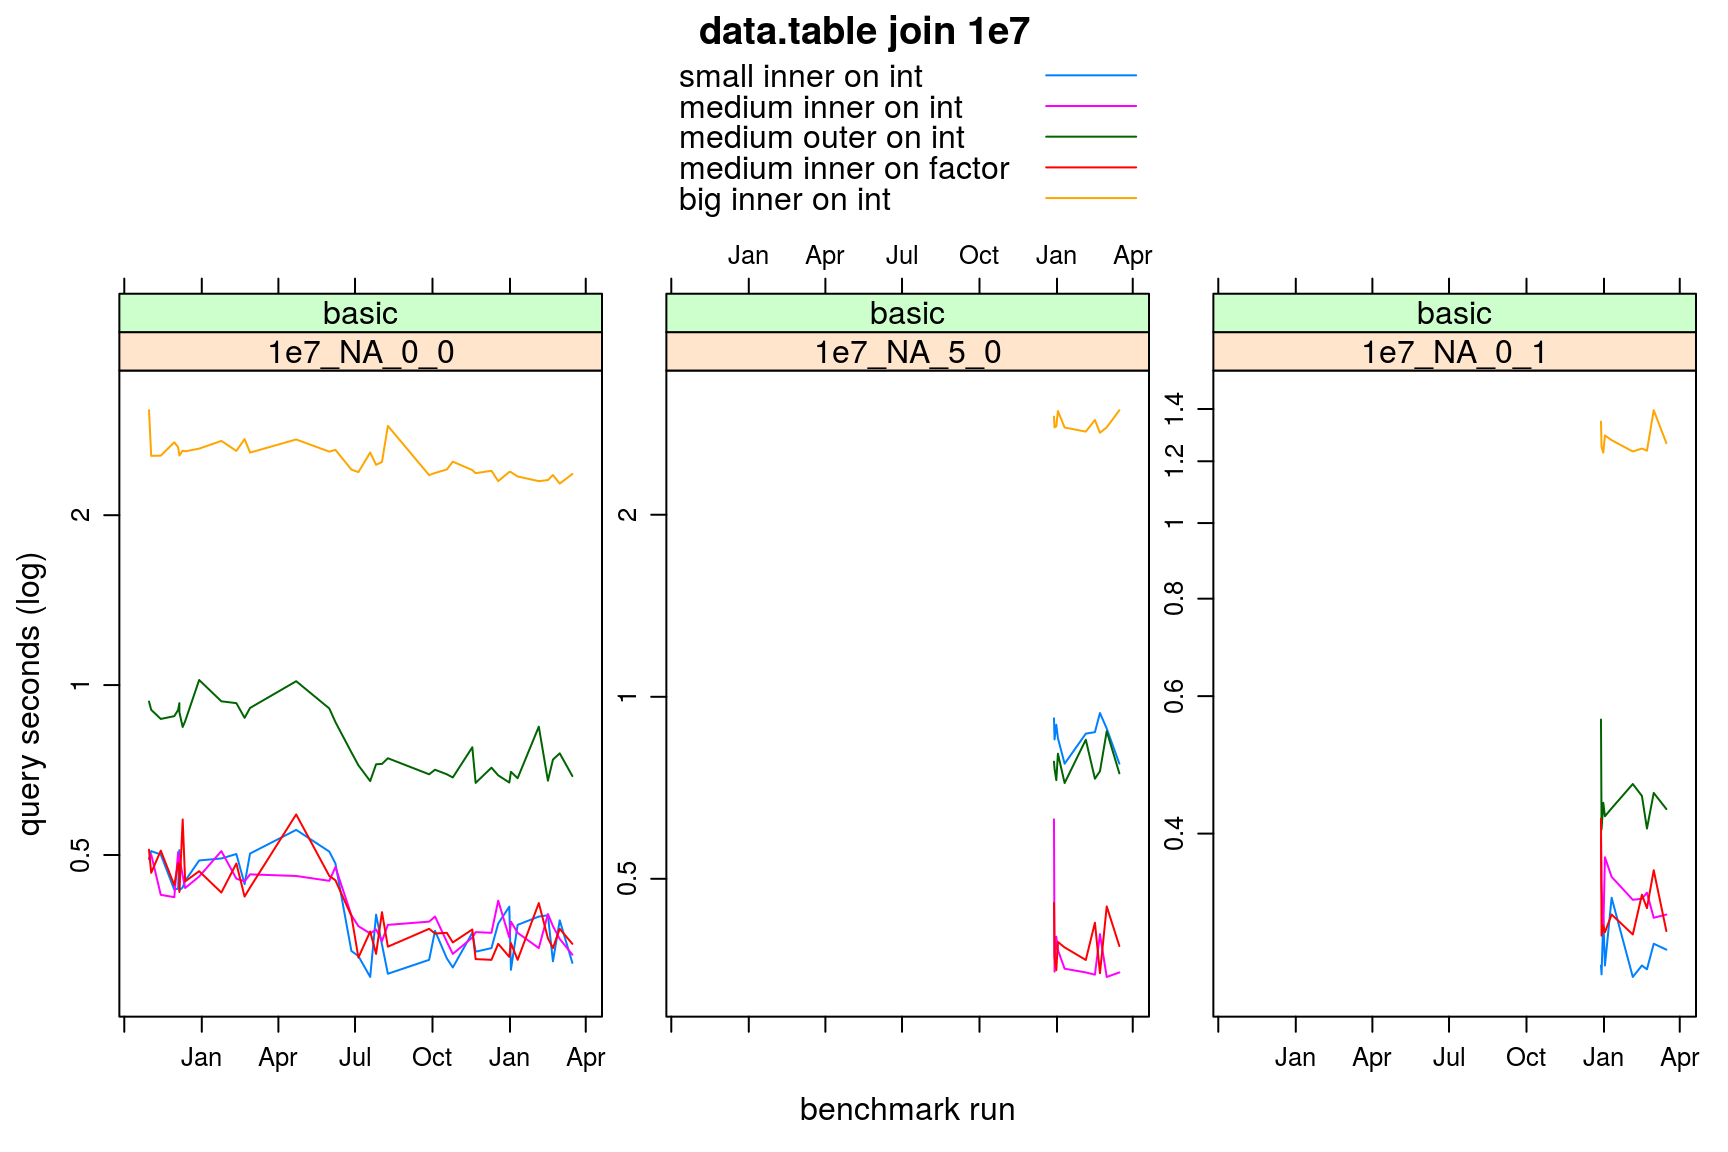 data.table join 1e7
small inner on int
medium inner on int
medium outer on int
medium inner on factor
big inner on int
Jan Apr Jul Oct Jan Apr
basic basic basic
1e7_NA_0_0 1e7_NA_5_0 1e7_NA_0_1
query seconds (log)
2
1
0.5
2
1
0.5
1.4
1.2
1
0.8
0.6
0.4
Jan Apr Jul Oct Jan Apr
Jan Apr Jul Oct Jan Apr
benchmark run